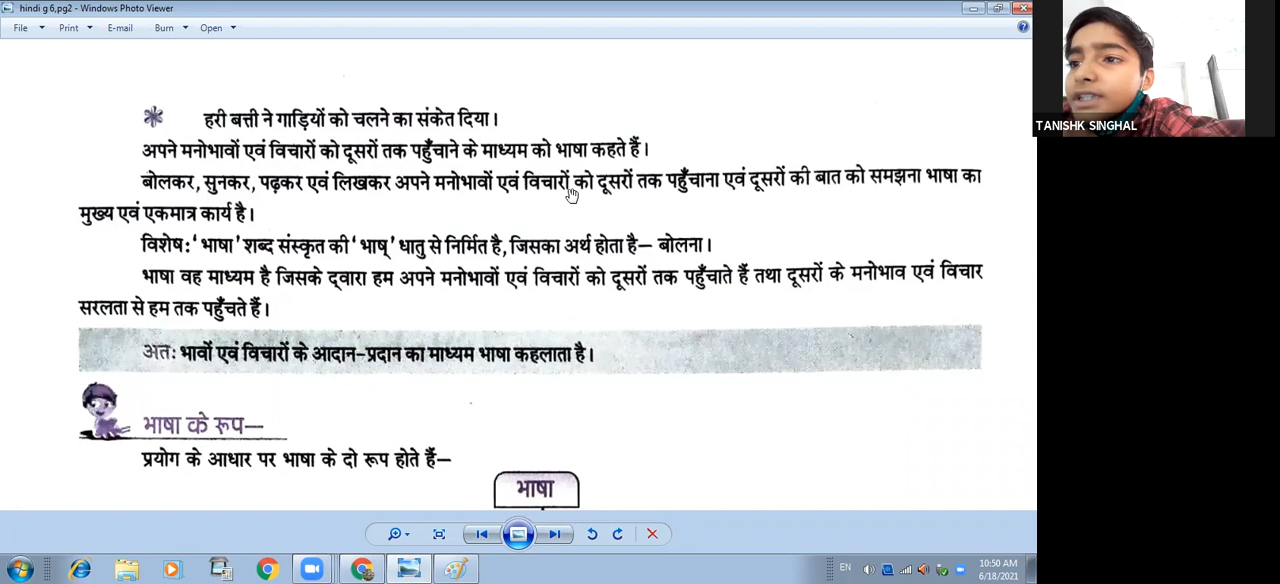 hindi g 6,pg2 - Windows Photo Viewer
File Print E-mail Burn Open
हरी बत्ती ने गाड़ियों को चलने का संकेत दिया।
अपने मनोभावों एवं विचारों को दूसरों तक पहुँचाने के माध्यम को भाषा कहते हैं।
बोलकर, सुनकर, पढ़कर एवं लिखकर अपने मनोभावों एवं विचारों को दूसरों तक पहुँचाना एवं दूसरों की बात को समझना भाषा का
मुख्य एवं एकमात्र कार्य है।
विशेष: 'भाषा' शब्द संस्कृत की 'भाष्' धातु से निर्मित है, जिसका अर्थ होता है— बोलना।
भाषा वह माध्यम है जिसके द्वारा हम अपने मनोभावों एवं विचारों को दूसरों तक पहुँचाते हैं तथा दूसरों के मनोभाव एवं विचार
सरलता से हम तक पहुँचते हैं।
अतः भावों एवं विचारों के आदान-प्रदान का माध्यम भाषा कहलाता है।
भाषा के रूप—
प्रयोग के आधार पर भाषा के दो रूप होते हैं—
भाषा
TANISHK SINGHAL
EN
10:50 AM
6/18/2021